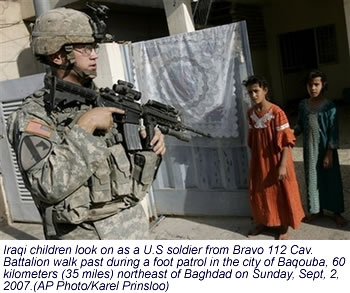 Iraqi children look on as a U.S soldier from Bravo 112 Cav.
Battalion walk past during a foot patrol in the city of Baqouba, 60
kilometers (35 miles) northeast of Baghdad on Sunday, Sept, 2,
2007.(AP Photo/Karel Prinsloo)